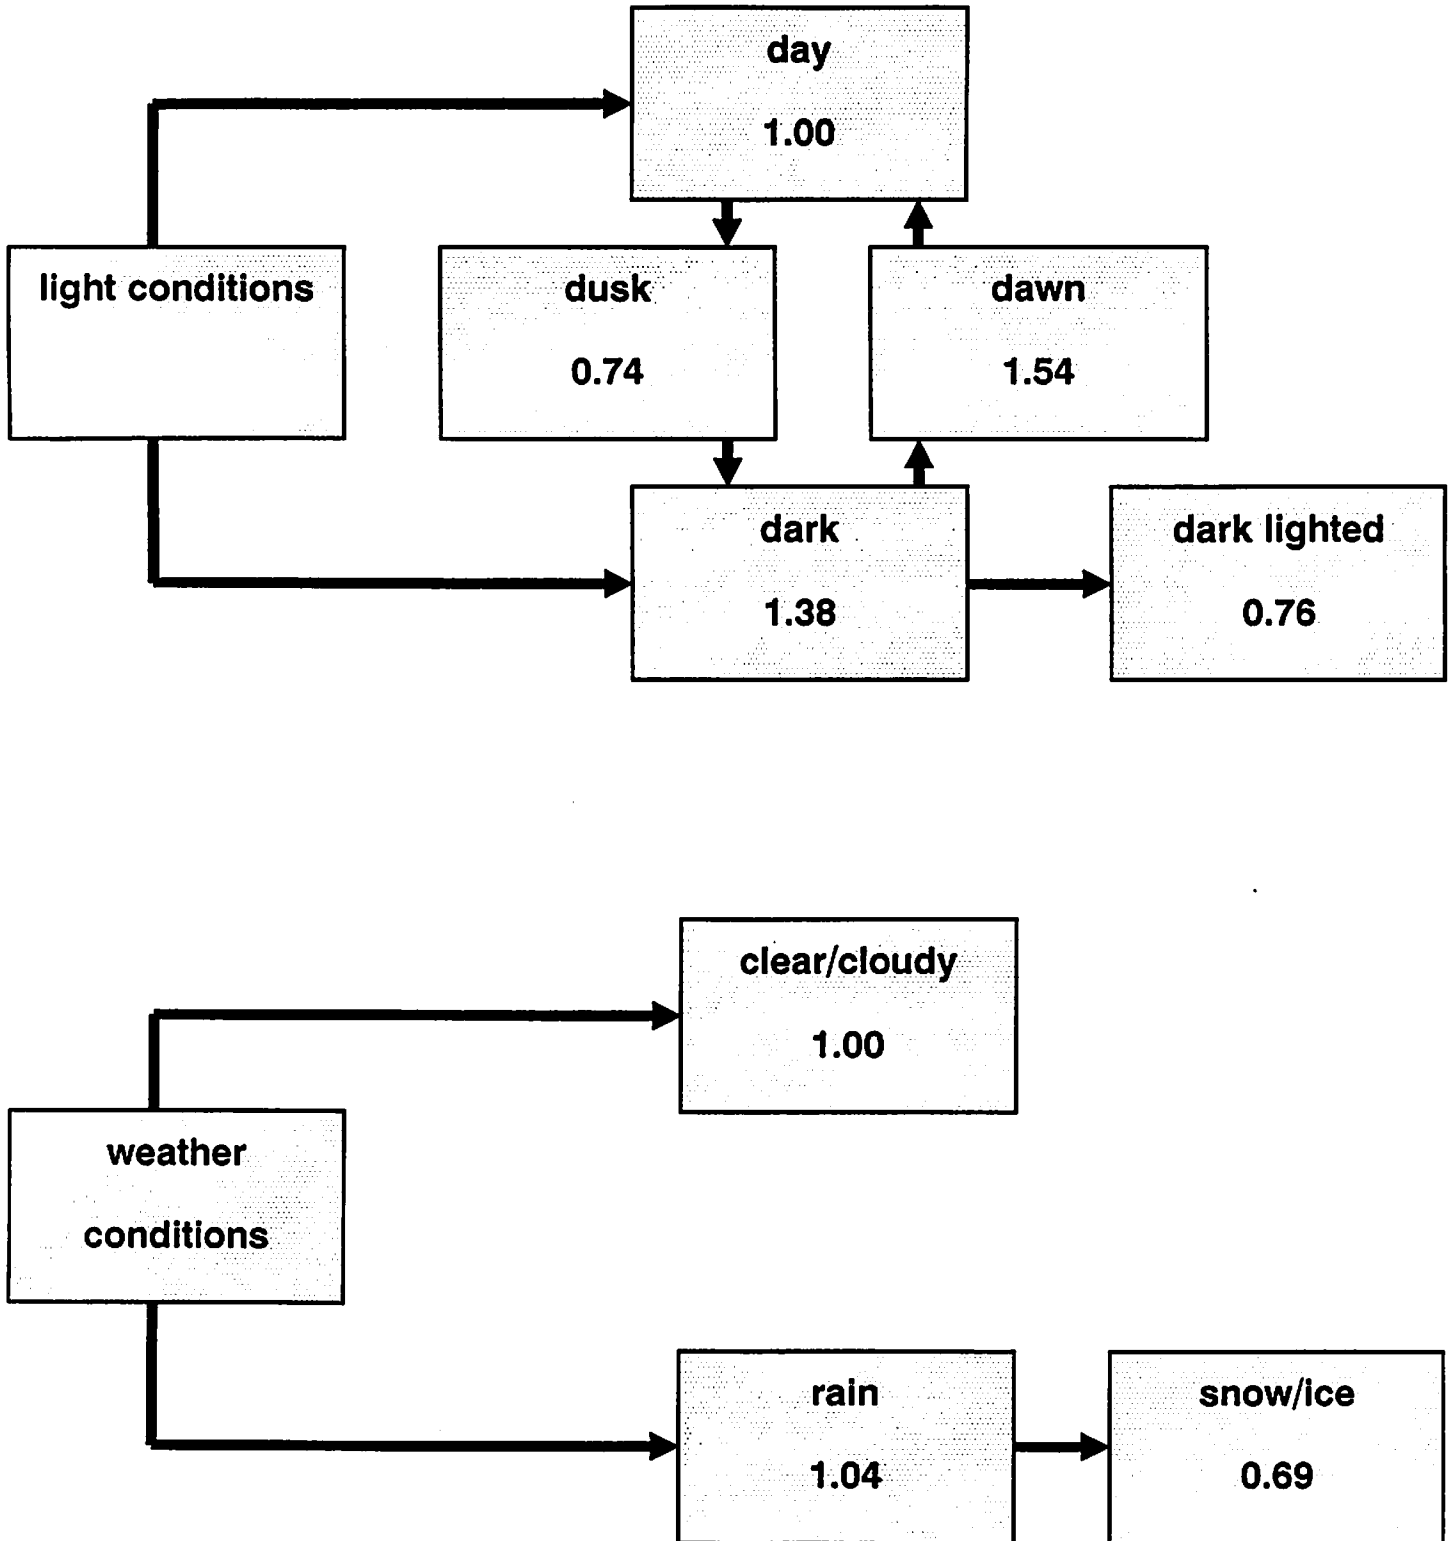 day
1.00
light conditions
dusk
0.74
dawn
1.54
dark
1.38
dark lighted
0.76
clear/cloudy
1.00
weather
conditions
rain
1.04
snow/ice
0.69